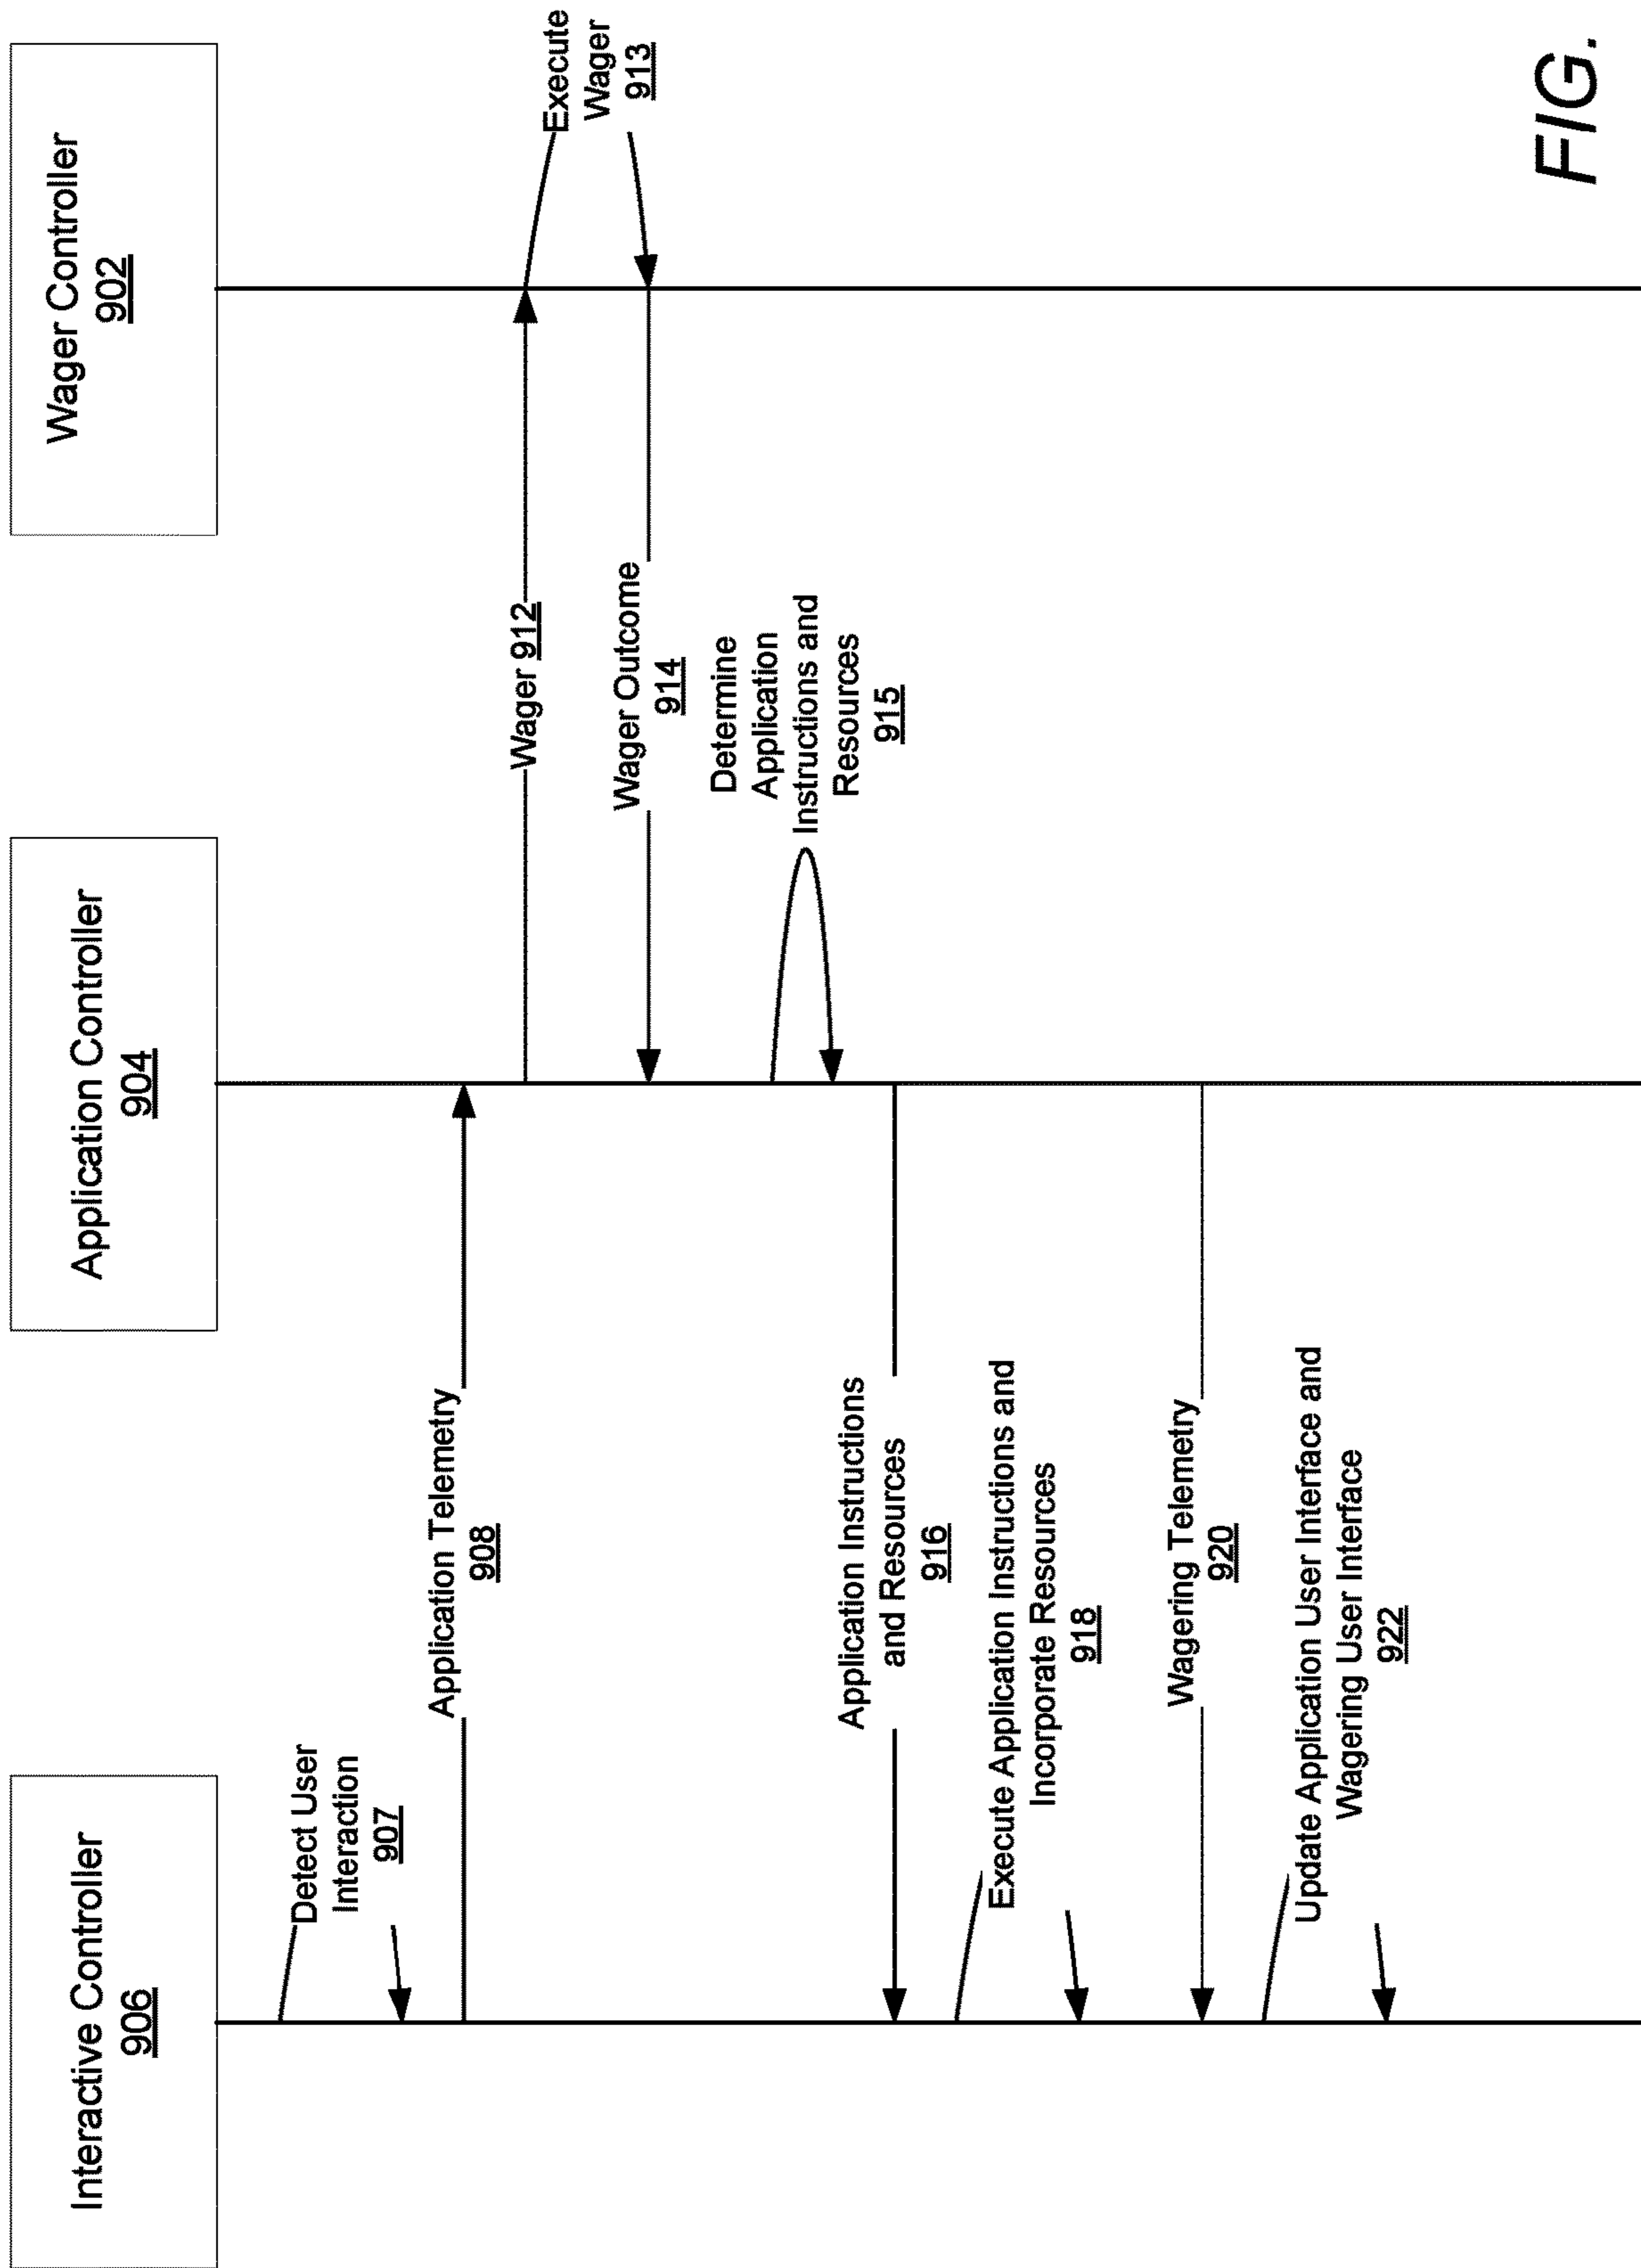 Interactive Controller
906
Application Controller
904
Wager Controller
902
Detect User
Interaction
907
Application Telemetry
908
Wager 912
Execute
Wager
913
Wager Outcome
914
Determine
Application
Instructions and
Resources
915
Application Instructions
and Resources
916
Execute Application Instructions and
Incorporate Resources
918
Wagering Telemetry
920
Update Application User Interface and
Wagering User Interface
922
FIG.